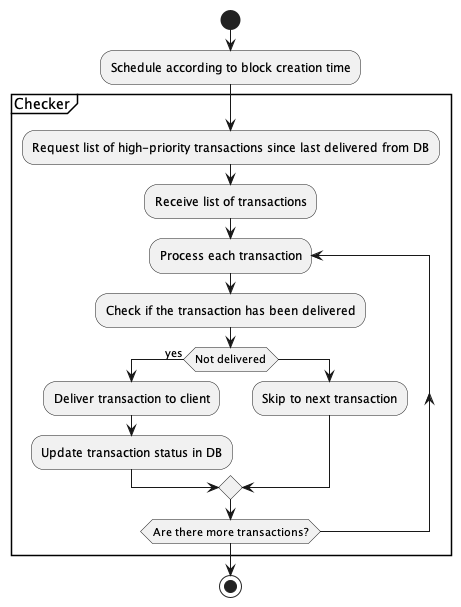 Schedule according to block creation time
Checker
Request list of high-priority transactions since last delivered from DB
Receive list of transactions
Process each transaction
Check if the transaction has been delivered
yes
Not delivered
Deliver transaction to client
Skip to next transaction
Update transaction status in DB
Are there more transactions?